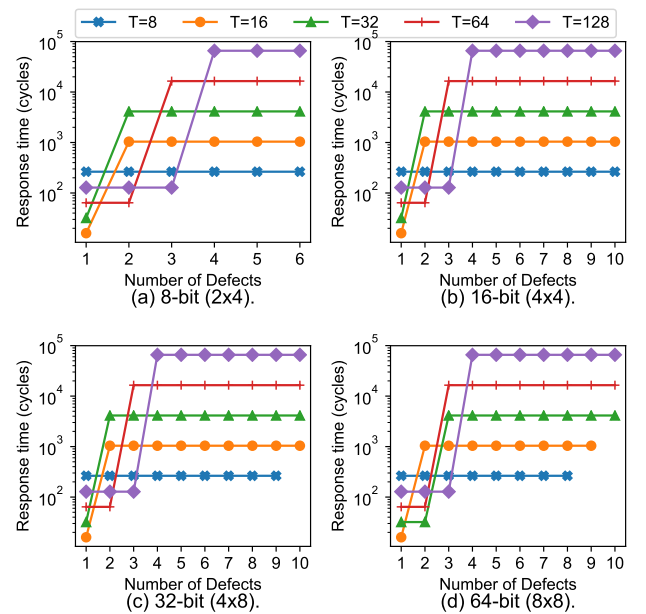 T=8 T=16 T=32 T=64 T=128
10^5
10^4
10^3
10^2
Response time (cycles)
1 2 3 4 5 6
Number of Defects
(a) 8-bit (2x4).
10^5
10^4
10^3
10^2
Response time (cycles)
1 2 3 4 5 6 7 8 9 10
Number of Defects
(b) 16-bit (4x4).
10^5
10^4
10^3
10^2
Response time (cycles)
1 2 3 4 5 6 7 8 9 10
Number of Defects
(c) 32-bit (4x8).
10^5
10^4
10^3
10^2
Response time (cycles)
1 2 3 4 5 6 7 8 9 10
Number of Defects
(d) 64-bit (8x8).